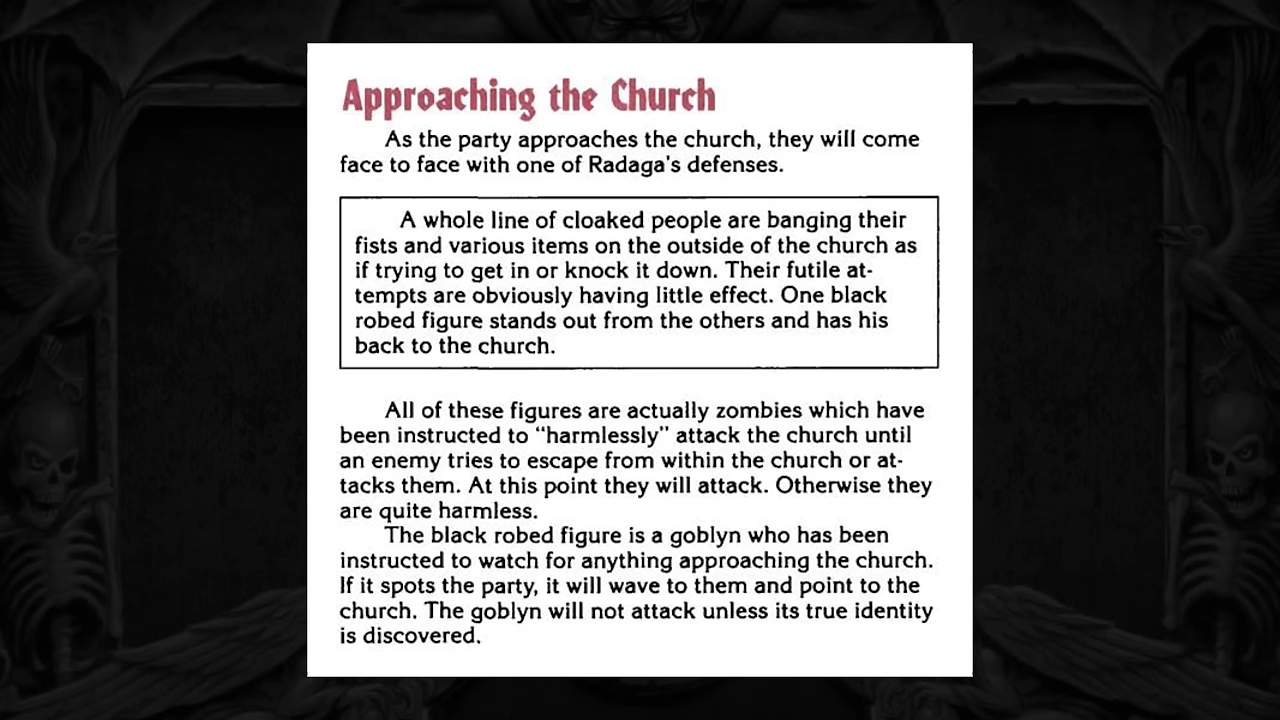 Approaching the Church
As the party approaches the church, they will come
face to face with one of Radaga's defenses.
A whole line of cloaked people are banging their
fists and various items on the outside of the church as
if trying to get in or knock it down. Their futile at-
tempts are obviously having little effect. One black
robed figure stands out from the others and has his
back to the church.
All of these figures are actually zombies which have
been instructed to “harmlessly” attack the church until
an enemy tries to escape from within the church or at-
tacks them. At this point they will attack. Otherwise they
are quite harmless.
The black robed figure is a goblyn who has been
instructed to watch for anything approaching the church.
If it spots the party, it will wave to them and point to the
church. The goblyn will not attack unless its true identity
is discovered.